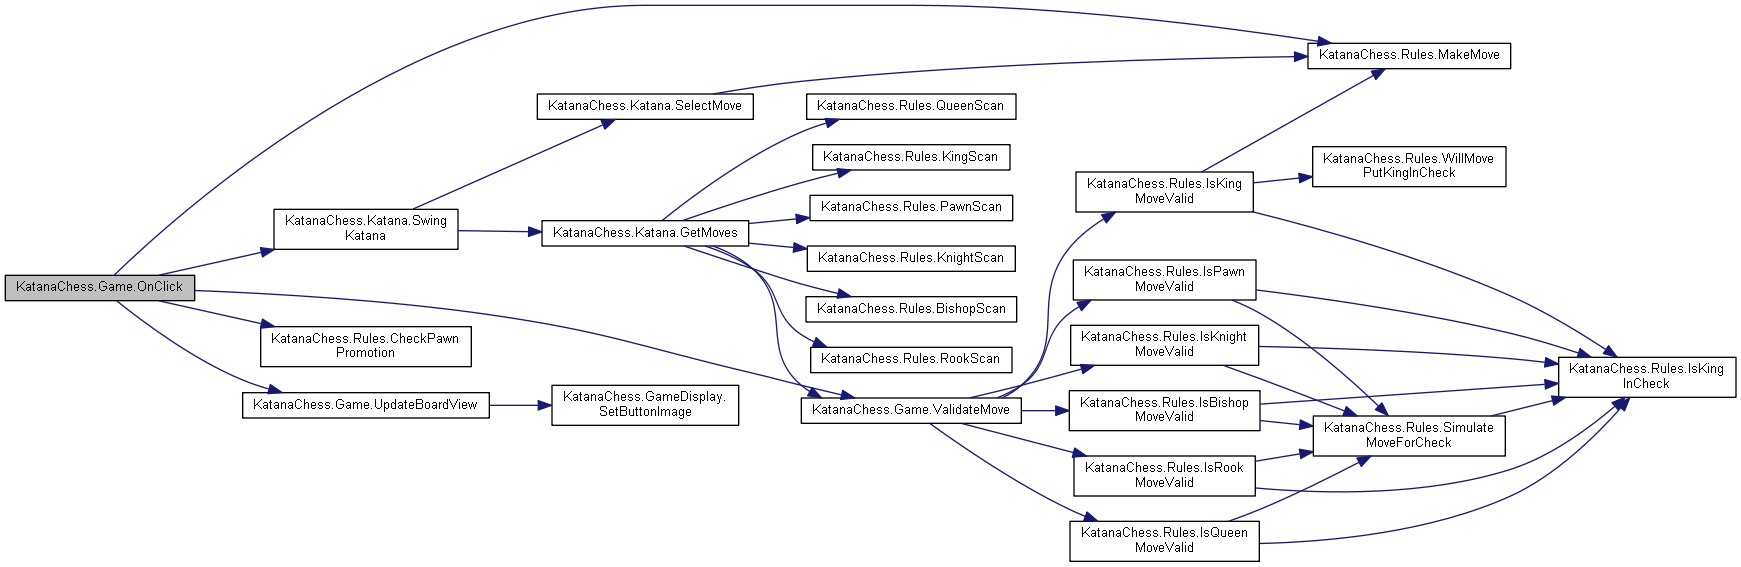 KatanaChess.Game.OnClick
KatanaChess.Katana.Swing
Katana
KatanaChess.Rules.CheckPawn
Promotion
KatanaChess.Game.UpdateBoardView
KatanaChess.Katana.SelectMove
KatanaChess.Katana.GetMoves
KatanaChess.GameDisplay.
SetButtonImage
KatanaChess.Rules.QueenScan
KatanaChess.Rules.KingScan
KatanaChess.Rules.PawnScan
KatanaChess.Rules.KnightScan
KatanaChess.Rules.BishopScan
KatanaChess.Rules.RookScan
KatanaChess.Game.ValidateMove
KatanaChess.Rules.IsKing
MoveValid
KatanaChess.Rules.IsPawn
MoveValid
KatanaChess.Rules.IsKnight
MoveValid
KatanaChess.Rules.IsBishop
MoveValid
KatanaChess.Rules.IsRook
MoveValid
KatanaChess.Rules.IsQueen
MoveValid
KatanaChess.Rules.MakeMove
KatanaChess.Rules.WillMove
PutKingInCheck
KatanaChess.Rules.Simulate
MoveForCheck
KatanaChess.Rules.IsKing
InCheck